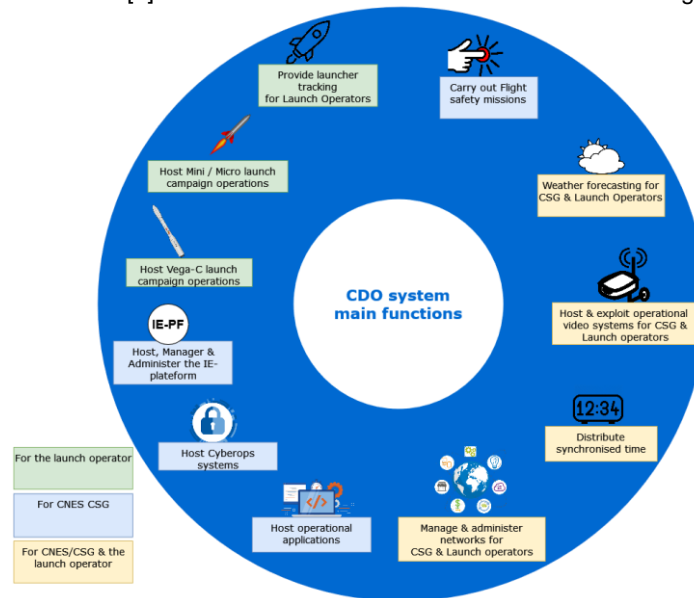 Provide launcher
tracking
for Launch Operators
Carry out Flight
safety missions
Host Mini / Micro launch
campaign operations
Weather forecasting for
CSG & Launch Operators
Host Vega-C launch
campaign operations
CDO system
main functions
Host & exploit operational
video systems for CSG &
Launch operators
IE-PF
Host, Manager &
Administer the IE-
plateform
12:34
Distribute
synchronised time
Host Cyberops
systems
Host operational
applications
Manage & administer
networks for
CSG & Launch operators
For the launch operator
For CNES CSG
For CNES/CSG & the
launch operator